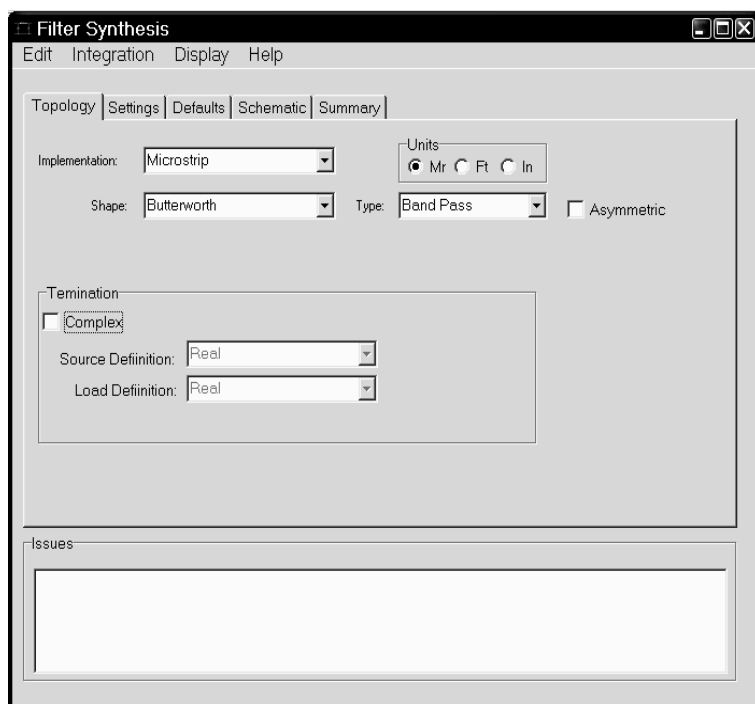 Filter Synthesis
Edit Integration Display Help
Topology Settings Defaults Schematic Summary
Units
Implementation: Microstrip Mr Ft In
Shape: Butterworth Type: Band Pass Asymmetric
Temination
Complex
Source Defiinition: Real
Load Defiinition: Real
Issues